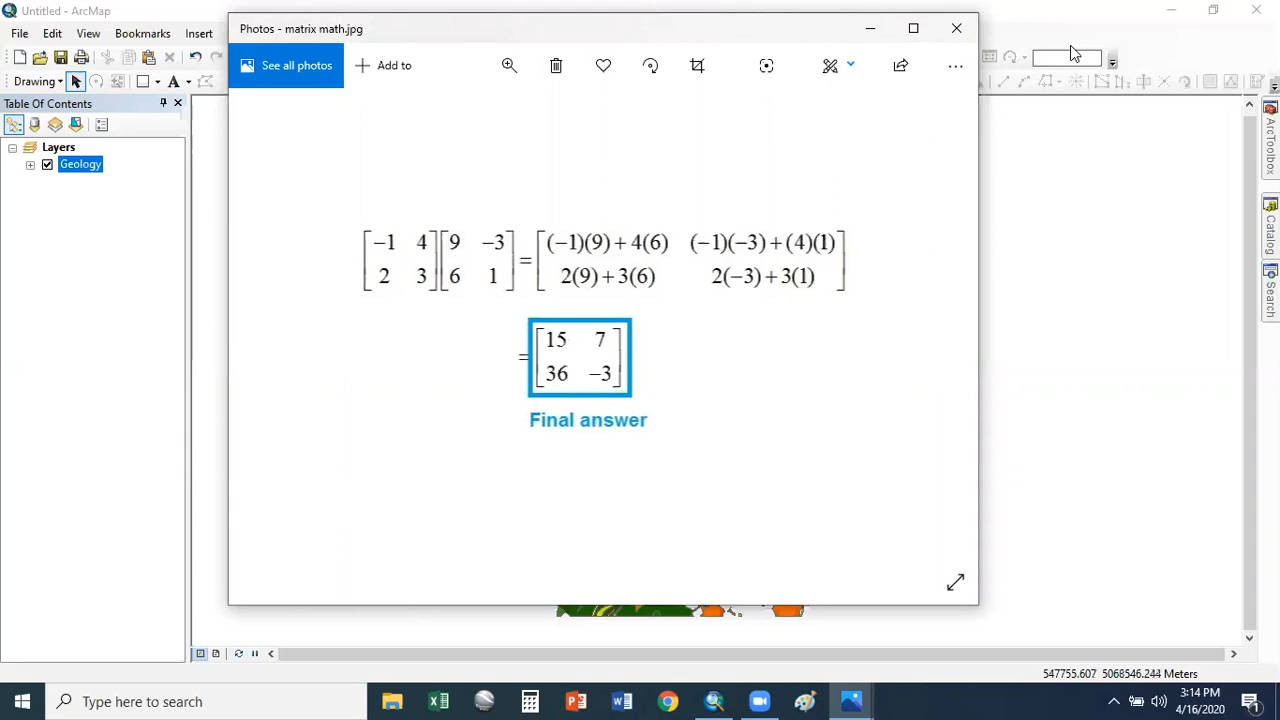 Untitled - ArcMap
File Edit View Bookmarks Insert
Drawing A
Table Of Contents
Layers
Geology
Photos - matrix math.jpg
See all photos
Add to
[−1 4] [9 −3] = [(−1)(9) + 4(6) (−1)(−3) + (4)(1)]
[2 3] [6 1] [2(9) + 3(6) 2(−3) + 3(1)]
= [15 7]
[36 −3]
Final answer
ArcToolbox
Catalog
Search
547755.607 5068546.244 Meters
Type here to search
3:14 PM
4/16/2020
1